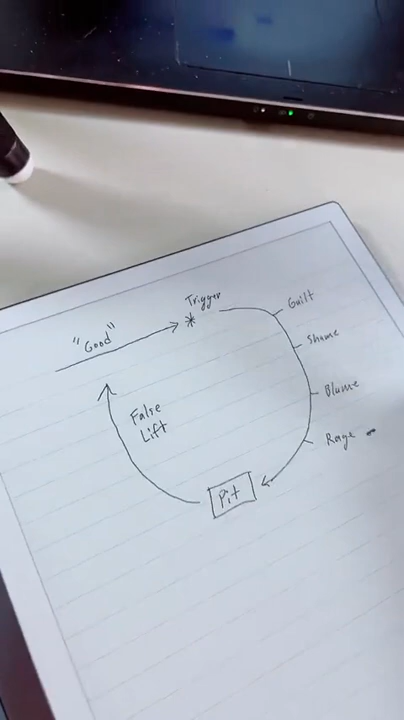 Trigger
*
"Good"
Guilt
Shame
Blame
Rage
False
Lift
Pit